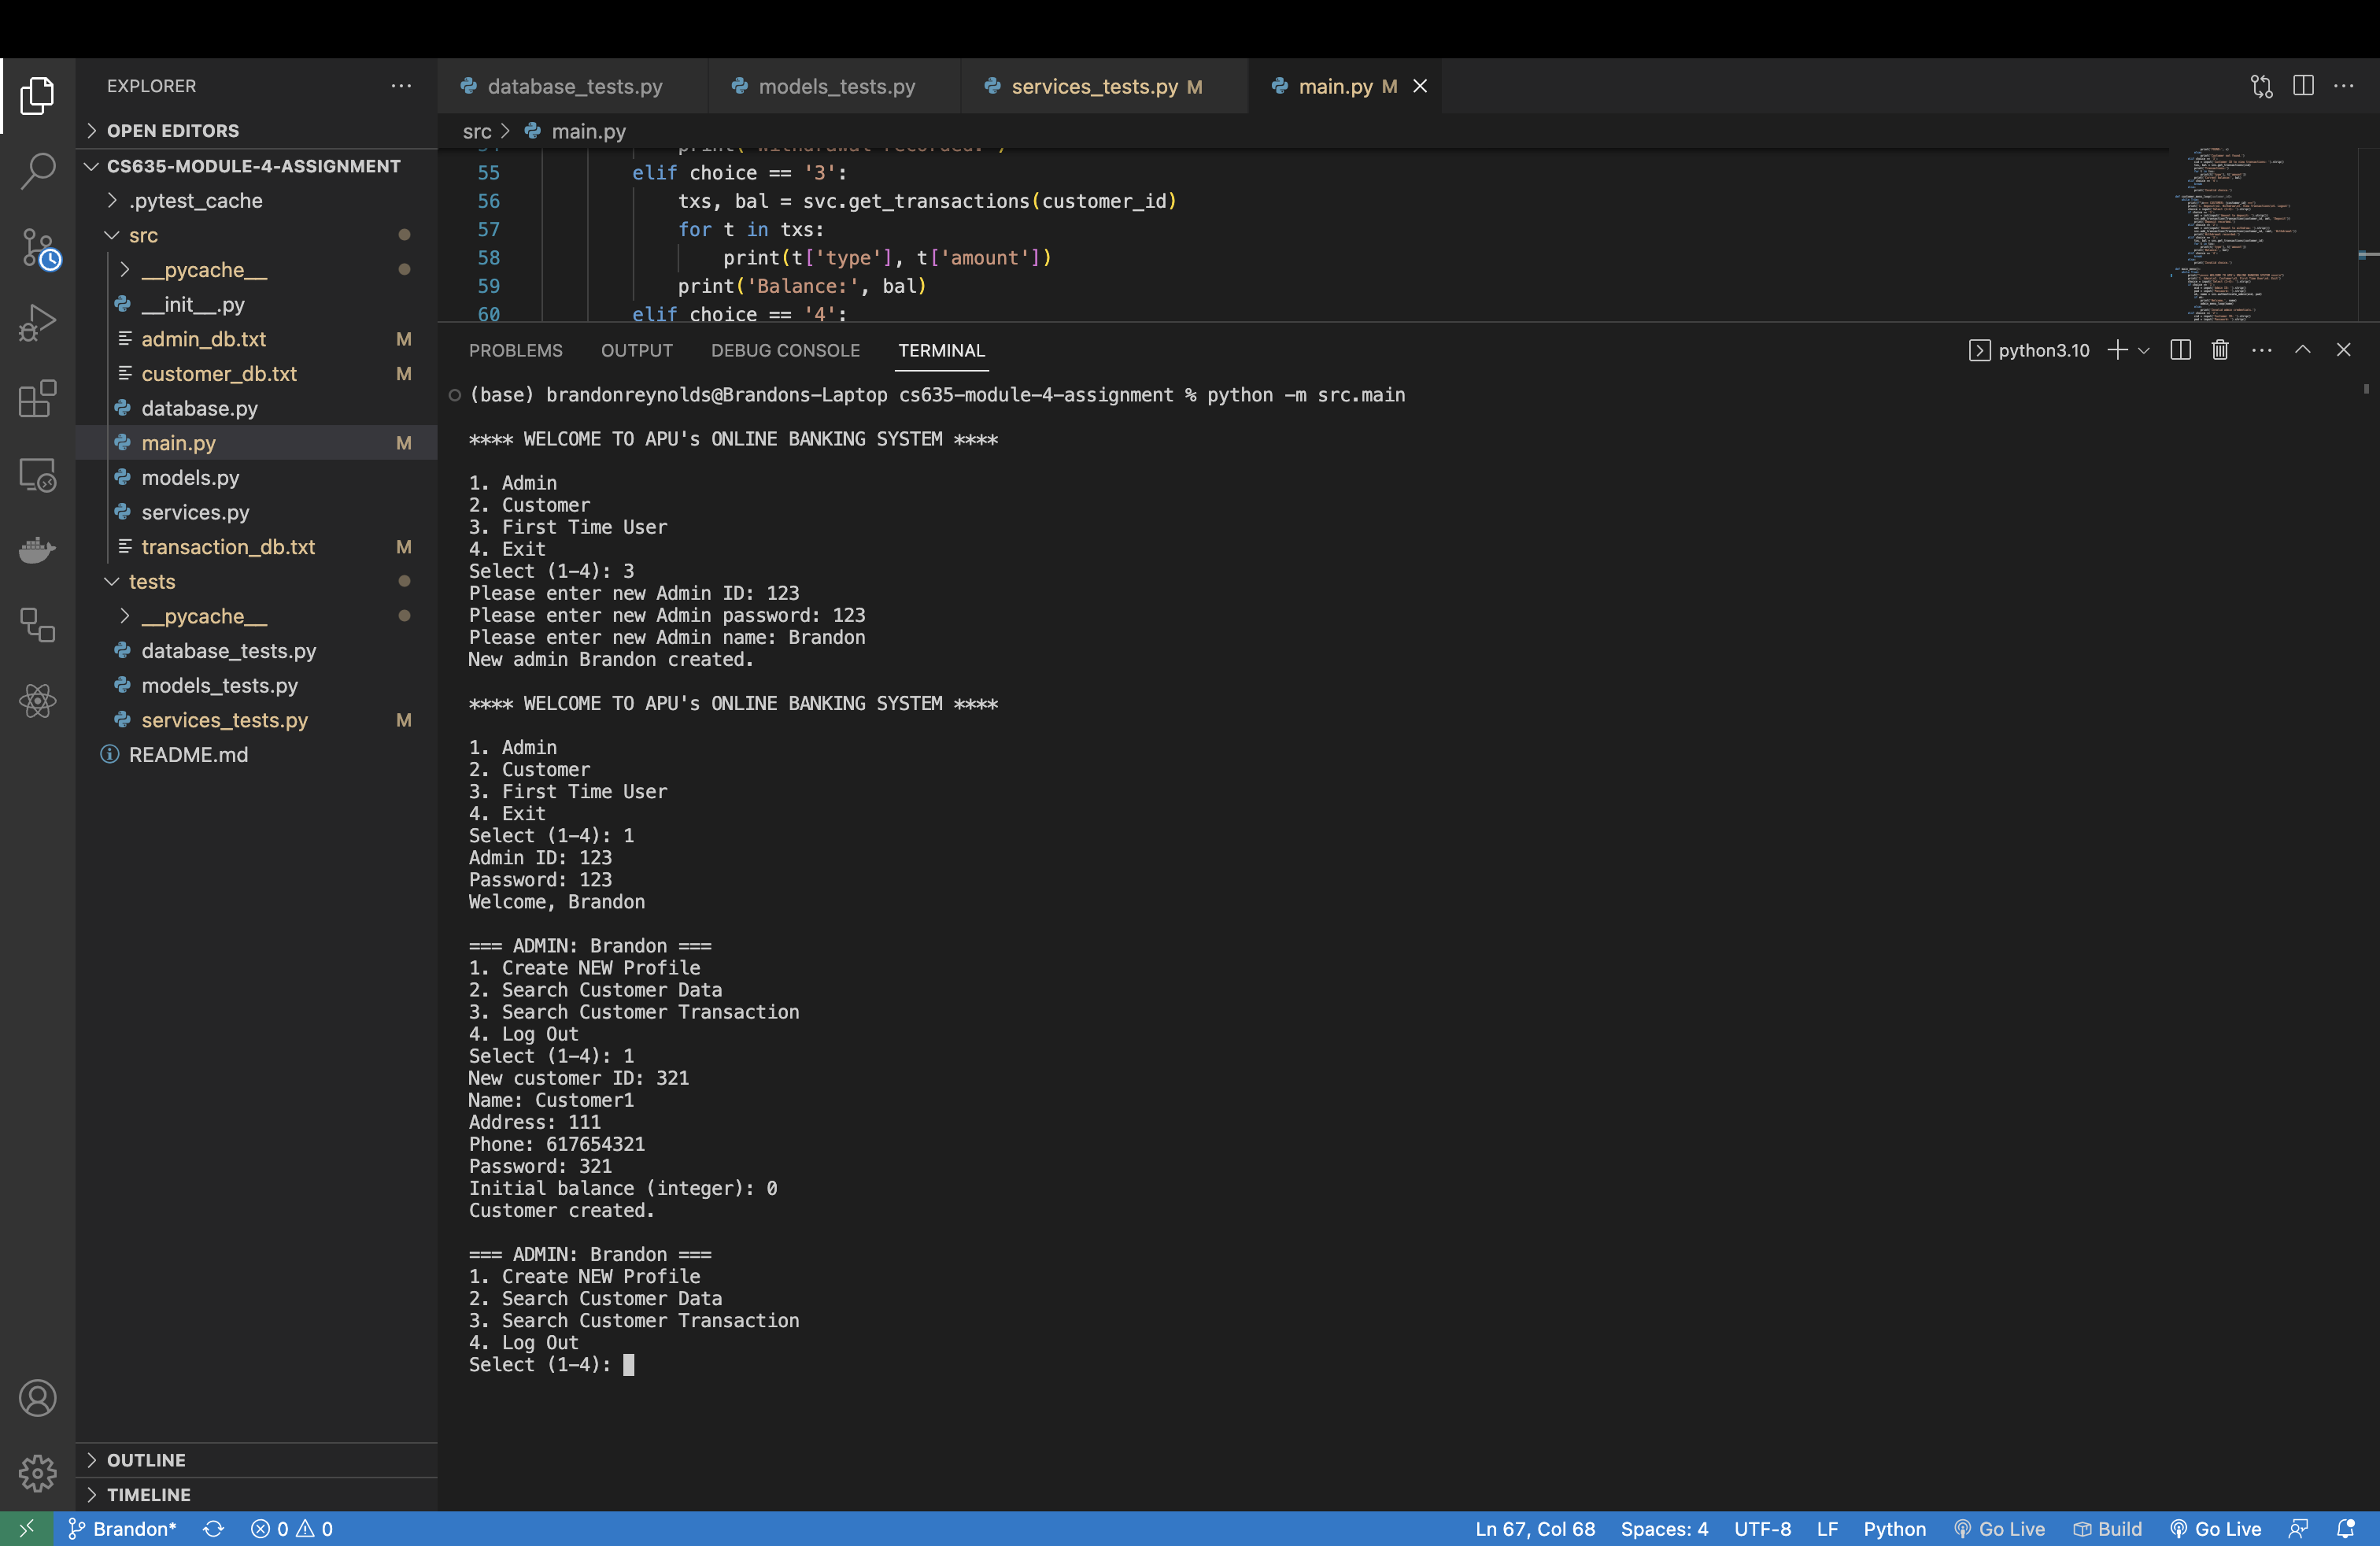 EXPLORER
OPEN EDITORS
CS635-MODULE-4-ASSIGNMENT
.pytest_cache
src
__pycache__
__init__.py
admin_db.txt M
customer_db.txt M
database.py
main.py M
models.py
services.py
transaction_db.txt M
tests
__pycache__
database_tests.py
models_tests.py
services_tests.py M
README.md
OUTLINE
TIMELINE
database_tests.py models_tests.py services_tests.py M main.py M
src > main.py
55 elif choice == '3':
56 txs, bal = svc.get_transactions(customer_id)
57 for t in txs:
58 print(t['type'], t['amount'])
59 print('Balance:', bal)
60 elif choice == '4':
PROBLEMS OUTPUT DEBUG CONSOLE TERMINAL python3.10
(base) brandonreynolds@Brandons-Laptop cs635-module-4-assignment % python -m src.main
**** WELCOME TO APU's ONLINE BANKING SYSTEM ****
1. Admin
2. Customer
3. First Time User
4. Exit
Select (1-4): 3
Please enter new Admin ID: 123
Please enter new Admin password: 123
Please enter new Admin name: Brandon
New admin Brandon created.
**** WELCOME TO APU's ONLINE BANKING SYSTEM ****
1. Admin
2. Customer
3. First Time User
4. Exit
Select (1-4): 1
Admin ID: 123
Password: 123
Welcome, Brandon
=== ADMIN: Brandon ===
1. Create NEW Profile
2. Search Customer Data
3. Search Customer Transaction
4. Log Out
Select (1-4): 1
New customer ID: 321
Name: Customer1
Address: 111
Phone: 617654321
Password: 321
Initial balance (integer): 0
Customer created.
=== ADMIN: Brandon ===
1. Create NEW Profile
2. Search Customer Data
3. Search Customer Transaction
4. Log Out
Select (1-4):
Brandon* 0 0 Ln 67, Col 68 Spaces: 4 UTF-8 LF Python Go Live Build Go Live